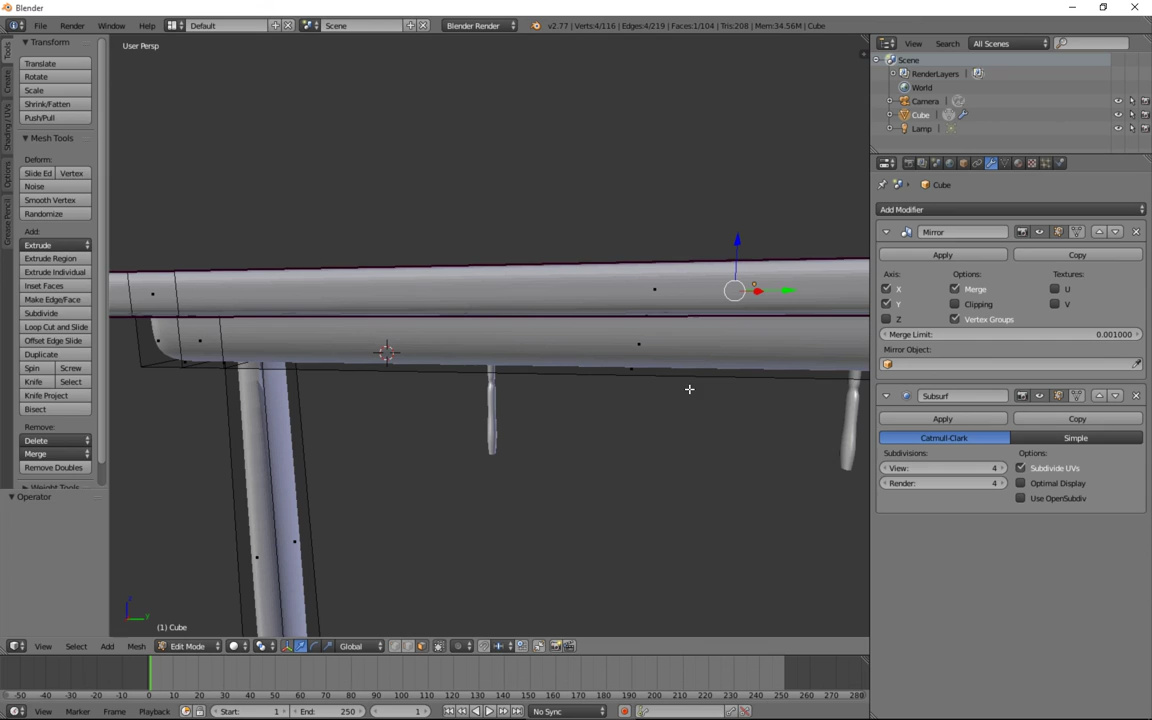 Blender
File Render Window Help Default Scene Blender Render v2.77 | Verts:4/116 | Edges:4/219 | Faces:1/104 | Tris:208 | Mem:34.56M | Cube
View Search All Scenes
Scene
RenderLayers
World
Camera
Cube
Lamp
Tools
Create
Shading / UVs
Options
Grease Pencil
Transform
Translate
Rotate
Scale
Shrink/Fatten
Push/Pull
Mesh Tools
Deform:
Slide Ed Vertex
Noise
Smooth Vertex
Randomize
Add:
Extrude
Extrude Region
Extrude Individual
Inset Faces
Make Edge/Face
Subdivide
Loop Cut and Slide
Offset Edge Slide
Duplicate
Spin Screw
Knife Select
Knife Project
Bisect
Remove:
Delete
Merge
Remove Doubles
Weight Tools
Operator
User Persp
z
y
(1) Cube
Cube
Add Modifier
Mirror
Apply Copy
Axis: Options: Textures:
X Merge U
Y Clipping V
Z Vertex Groups
Merge Limit: 0.001000
Mirror Object:
Subsurf
Apply Copy
Catmull-Clark Simple
Subdivisions: Options:
View: 4 Subdivide UVs
Render: 4 Optimal Display
Use OpenSubdiv
View Select Add Mesh Edit Mode Global
-50 -40 -30 -20 -10 0 10 20 30 40 50 60 70 80 90 100 110 120 130 140 150 160 170 180 190 200 210 220 230 240 250 260 270 280
View Marker Frame Playback Start: 1 End: 250 1 No Sync